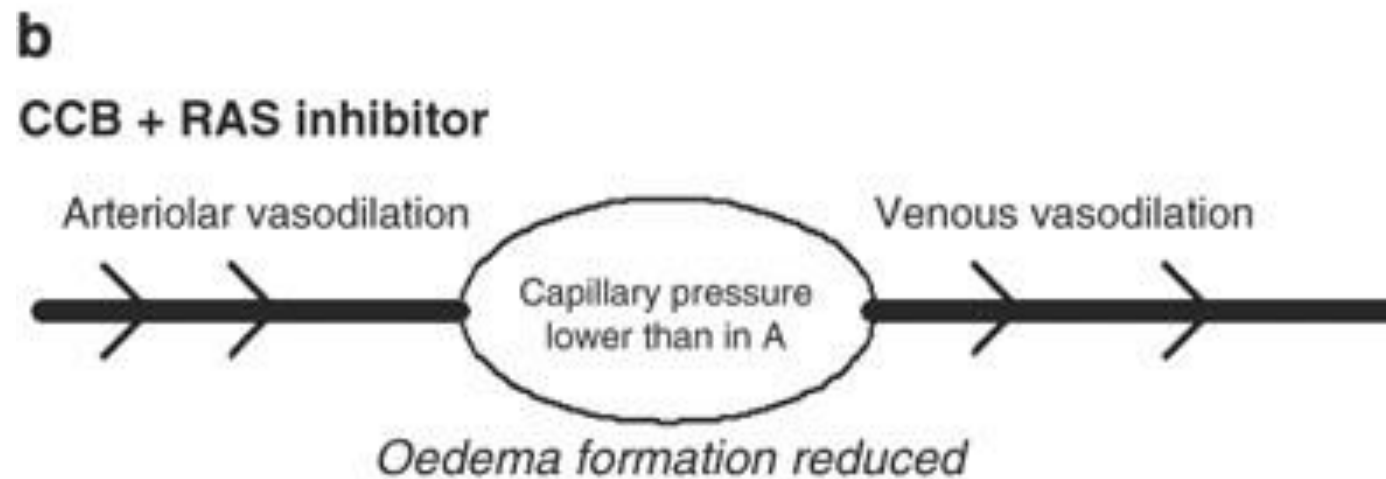 b
CCB + RAS inhibitor
Arteriolar vasodilation
Venous vasodilation
Capillary pressure
lower than in A
Oedema formation reduced